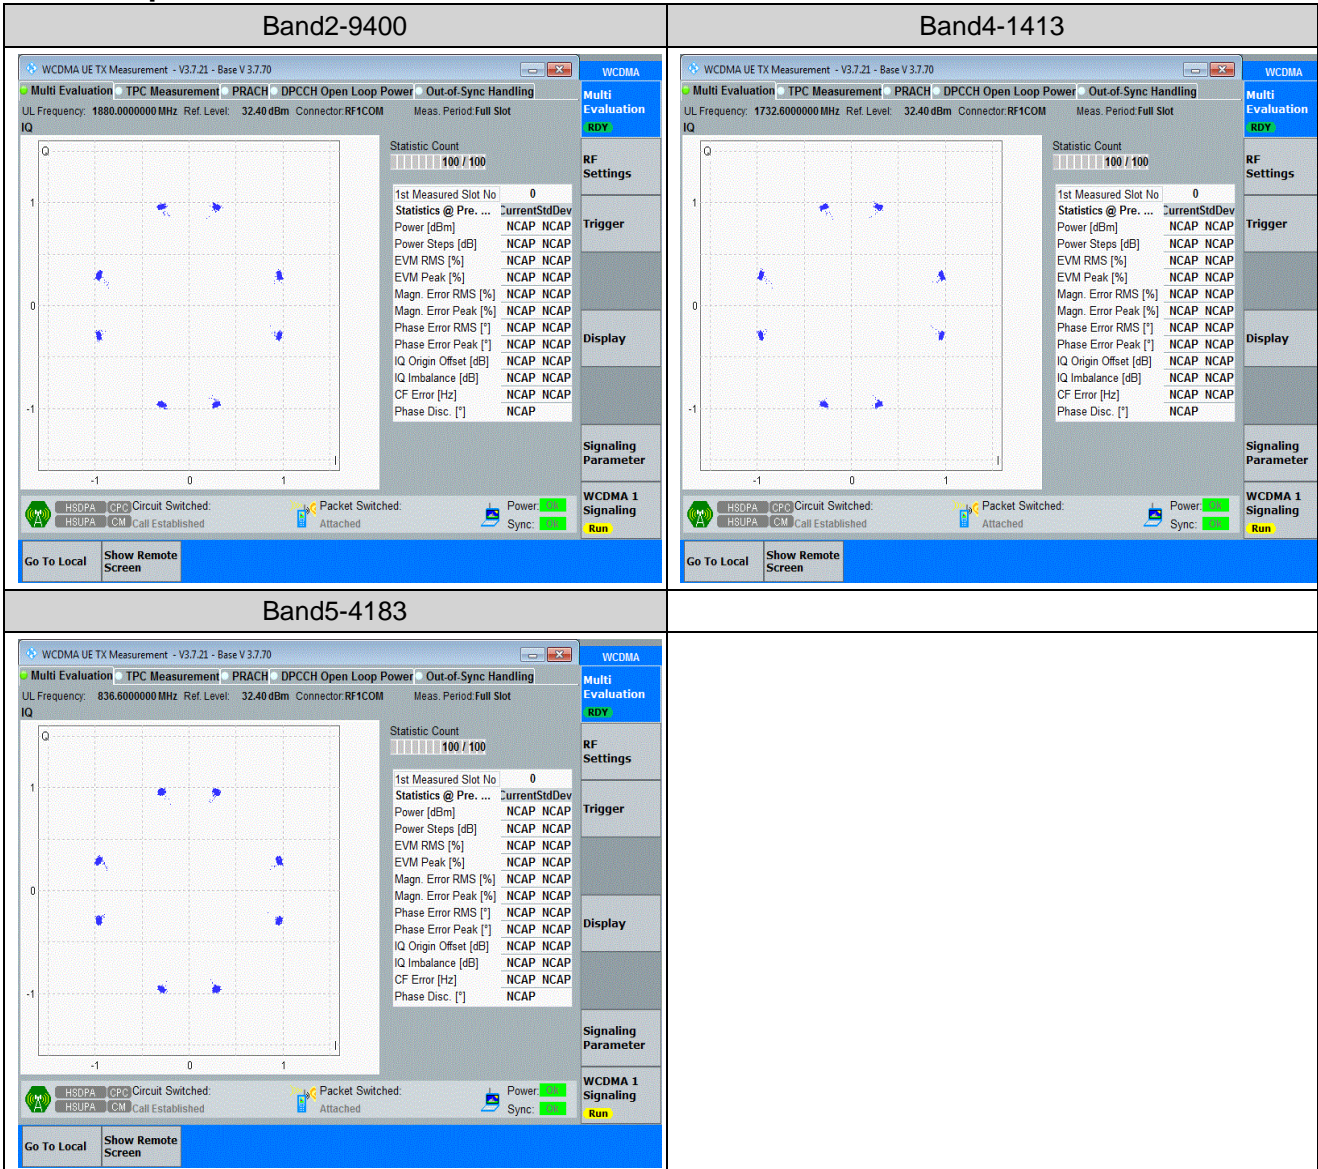 Band2-9400
Band4-1413
WCDMA UE TX Measurement - V3.7.21 - Base V 3.7.70
WCDMA
Multi Evaluation TPC Measurement PRACH DPCCH Open Loop Power Out-of-Sync Handling
Multi Evaluation
RDY
UL Frequency: 1880.0000000 MHz Ref. Level: 32.40 dBm Connector: RF1COM Meas. Period: Full Slot
IQ
Q
1
0
-1
-1 0 1
I
Statistic Count
100 / 100
1st Measured Slot No 0
Statistics @ Pre. ... Current StdDev
Power [dBm] NCAP NCAP
Power Steps [dB] NCAP NCAP
EVM RMS [%] NCAP NCAP
EVM Peak [%] NCAP NCAP
Magn. Error RMS [%] NCAP NCAP
Magn. Error Peak [%] NCAP NCAP
Phase Error RMS [°] NCAP NCAP
Phase Error Peak [°] NCAP NCAP
IQ Origin Offset [dB] NCAP NCAP
IQ Imbalance [dB] NCAP NCAP
CF Error [Hz] NCAP NCAP
Phase Disc. [°] NCAP
RF
Settings
Trigger
Display
Signaling
Parameter
WCDMA 1
Signaling
Run
HSDPA CPC Circuit Switched: Packet Switched: Power: Ok
HSUPA CM Call Established Attached Sync: Ok
Go To Local
Show Remote
Screen
WCDMA UE TX Measurement - V3.7.21 - Base V 3.7.70
WCDMA
Multi Evaluation TPC Measurement PRACH DPCCH Open Loop Power Out-of-Sync Handling
Multi Evaluation
RDY
UL Frequency: 1732.6000000 MHz Ref. Level: 32.40 dBm Connector: RF1COM Meas. Period: Full Slot
IQ
Q
1
0
-1
-1 0 1
I
Statistic Count
100 / 100
1st Measured Slot No 0
Statistics @ Pre. ... Current StdDev
Power [dBm] NCAP NCAP
Power Steps [dB] NCAP NCAP
EVM RMS [%] NCAP NCAP
EVM Peak [%] NCAP NCAP
Magn. Error RMS [%] NCAP NCAP
Magn. Error Peak [%] NCAP NCAP
Phase Error RMS [°] NCAP NCAP
Phase Error Peak [°] NCAP NCAP
IQ Origin Offset [dB] NCAP NCAP
IQ Imbalance [dB] NCAP NCAP
CF Error [Hz] NCAP NCAP
Phase Disc. [°] NCAP
RF
Settings
Trigger
Display
Signaling
Parameter
WCDMA 1
Signaling
Run
HSDPA CPC Circuit Switched: Packet Switched: Power: Ok
HSUPA CM Call Established Attached Sync: Ok
Go To Local
Show Remote
Screen
Band5-4183
WCDMA UE TX Measurement - V3.7.21 - Base V 3.7.70
WCDMA
Multi Evaluation TPC Measurement PRACH DPCCH Open Loop Power Out-of-Sync Handling
Multi Evaluation
RDY
UL Frequency: 836.6000000 MHz Ref. Level: 32.40 dBm Connector: RF1COM Meas. Period: Full Slot
IQ
Q
1
0
-1
-1 0 1
I
Statistic Count
100 / 100
1st Measured Slot No 0
Statistics @ Pre. ... Current StdDev
Power [dBm] NCAP NCAP
Power Steps [dB] NCAP NCAP
EVM RMS [%] NCAP NCAP
EVM Peak [%] NCAP NCAP
Magn. Error RMS [%] NCAP NCAP
Magn. Error Peak [%] NCAP NCAP
Phase Error RMS [°] NCAP NCAP
Phase Error Peak [°] NCAP NCAP
IQ Origin Offset [dB] NCAP NCAP
IQ Imbalance [dB] NCAP NCAP
CF Error [Hz] NCAP NCAP
Phase Disc. [°] NCAP
RF
Settings
Trigger
Display
Signaling
Parameter
WCDMA 1
Signaling
Run
HSDPA CPC Circuit Switched: Packet Switched: Power: Ok
HSUPA CM Call Established Attached Sync: Ok
Go To Local
Show Remote
Screen